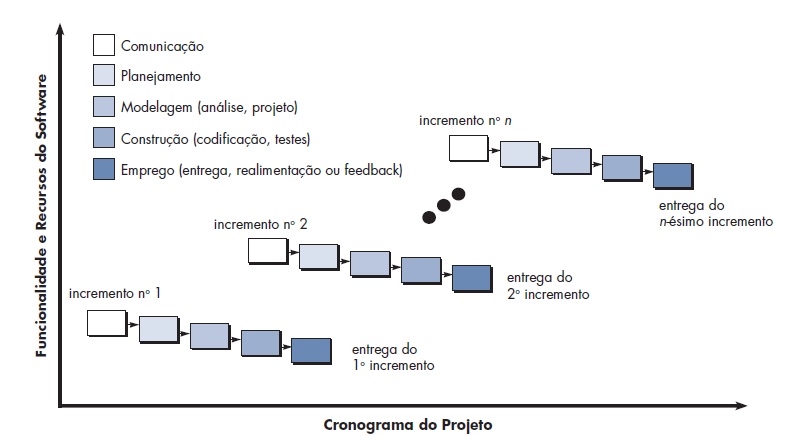 Funcionalidade e Recursos do Software
Comunicação
Planejamento
Modelagem (análise, projeto)
Construção (codificação, testes)
Emprego (entrega, realimentação ou feedback)
incremento nº n
entrega do
n-ésimo incremento
incremento nº 2
entrega do
2º incremento
incremento nº 1
entrega do
1º incremento
Cronograma do Projeto